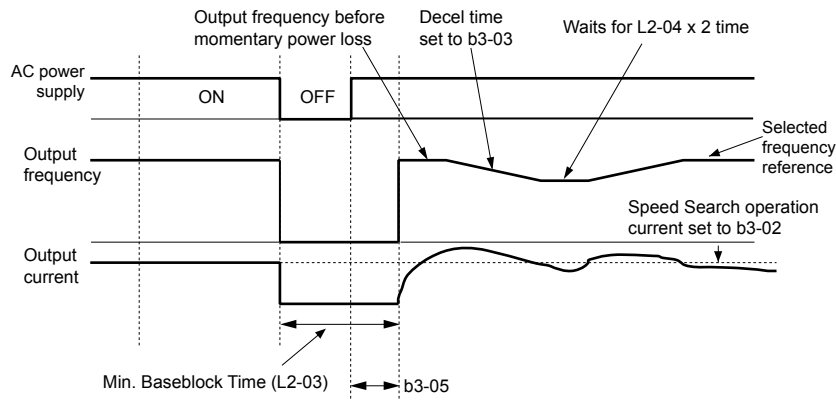 Output frequency before
momentary power loss
Decel time
set to b3-03
Waits for L2-04 x 2 time
AC power
supply
ON
OFF
Output
frequency
Selected
frequency
reference
Speed Search operation
current set to b3-02
Output
current
Min. Baseblock Time (L2-03)
b3-05